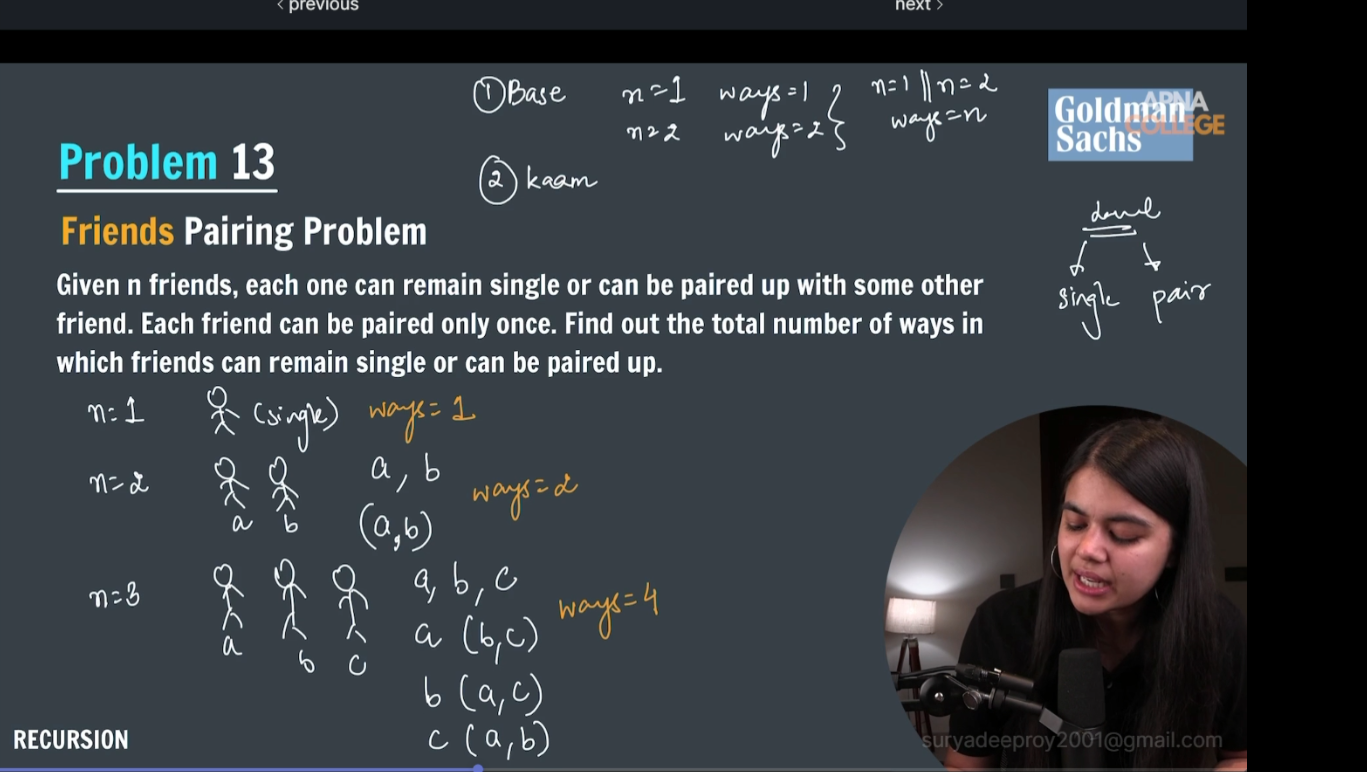 < previous
next >
① Base n=1 ways=1 } n=1 || n=2
n=2 ways=2 } ways=n
Goldman
Sachs
APNA
COLLEGE
Problem 13
② kaam
Friends Pairing Problem
single pair
Given n friends, each one can remain single or can be paired up with some other
friend. Each friend can be paired only once. Find out the total number of ways in
which friends can remain single or can be paired up.
n=1 (single) ways=1
n=2 a, b ways=2
a b (a,b)
n=3 a, b, c ways=4
a b c a (b,c)
b (a,c)
c (a,b)
RECURSION
suryadeeproy2001@gmail.com